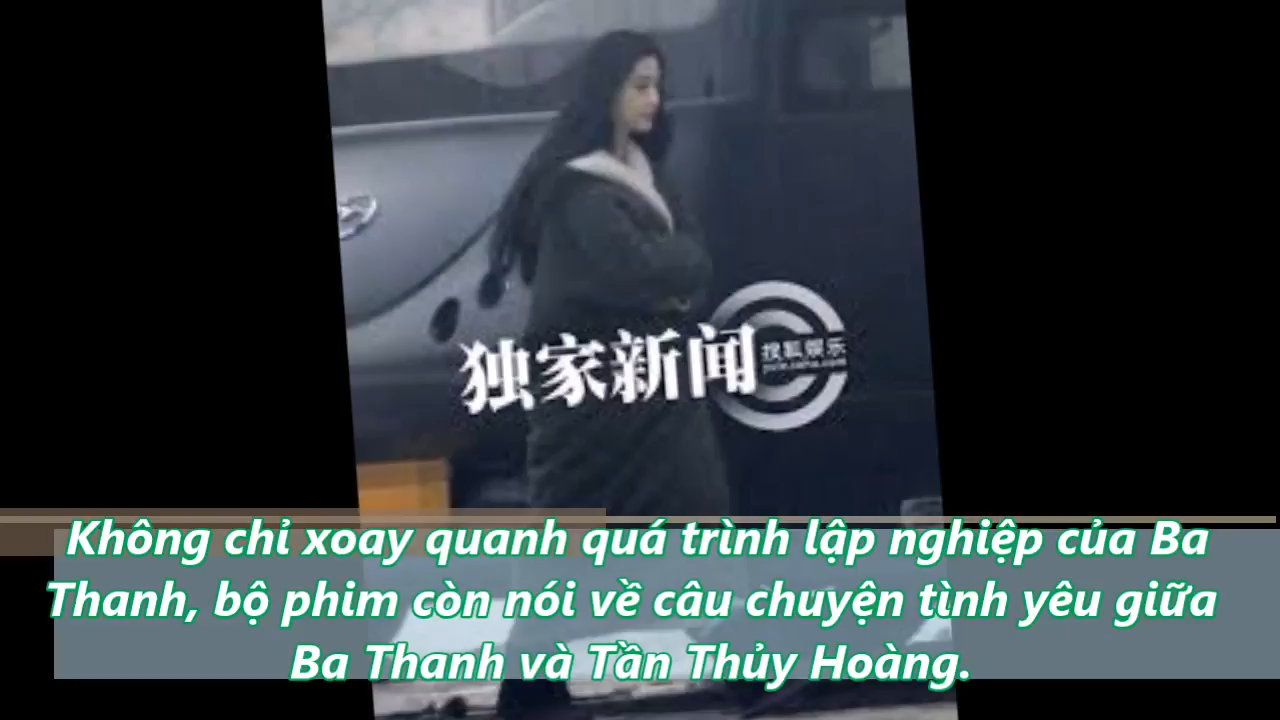 独家新闻
搜狐娱乐
Không chỉ xoay quanh quá trình lập nghiệp của Ba
Thanh, bộ phim còn nói về câu chuyện tình yêu giữa
Ba Thanh và Tần Thủy Hoàng.